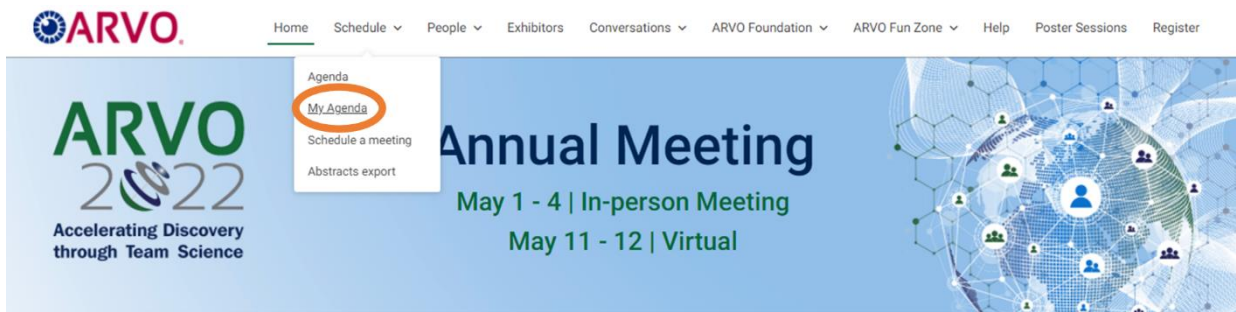 ARVO.
Home Schedule People Exhibitors Conversations ARVO Foundation ARVO Fun Zone Help Poster Sessions Register
Agenda
My Agenda
Schedule a meeting
Abstracts export
ARVO
2022
Accelerating Discovery
through Team Science
Annual Meeting
May 1 - 4 | In-person Meeting
May 11 - 12 | Virtual